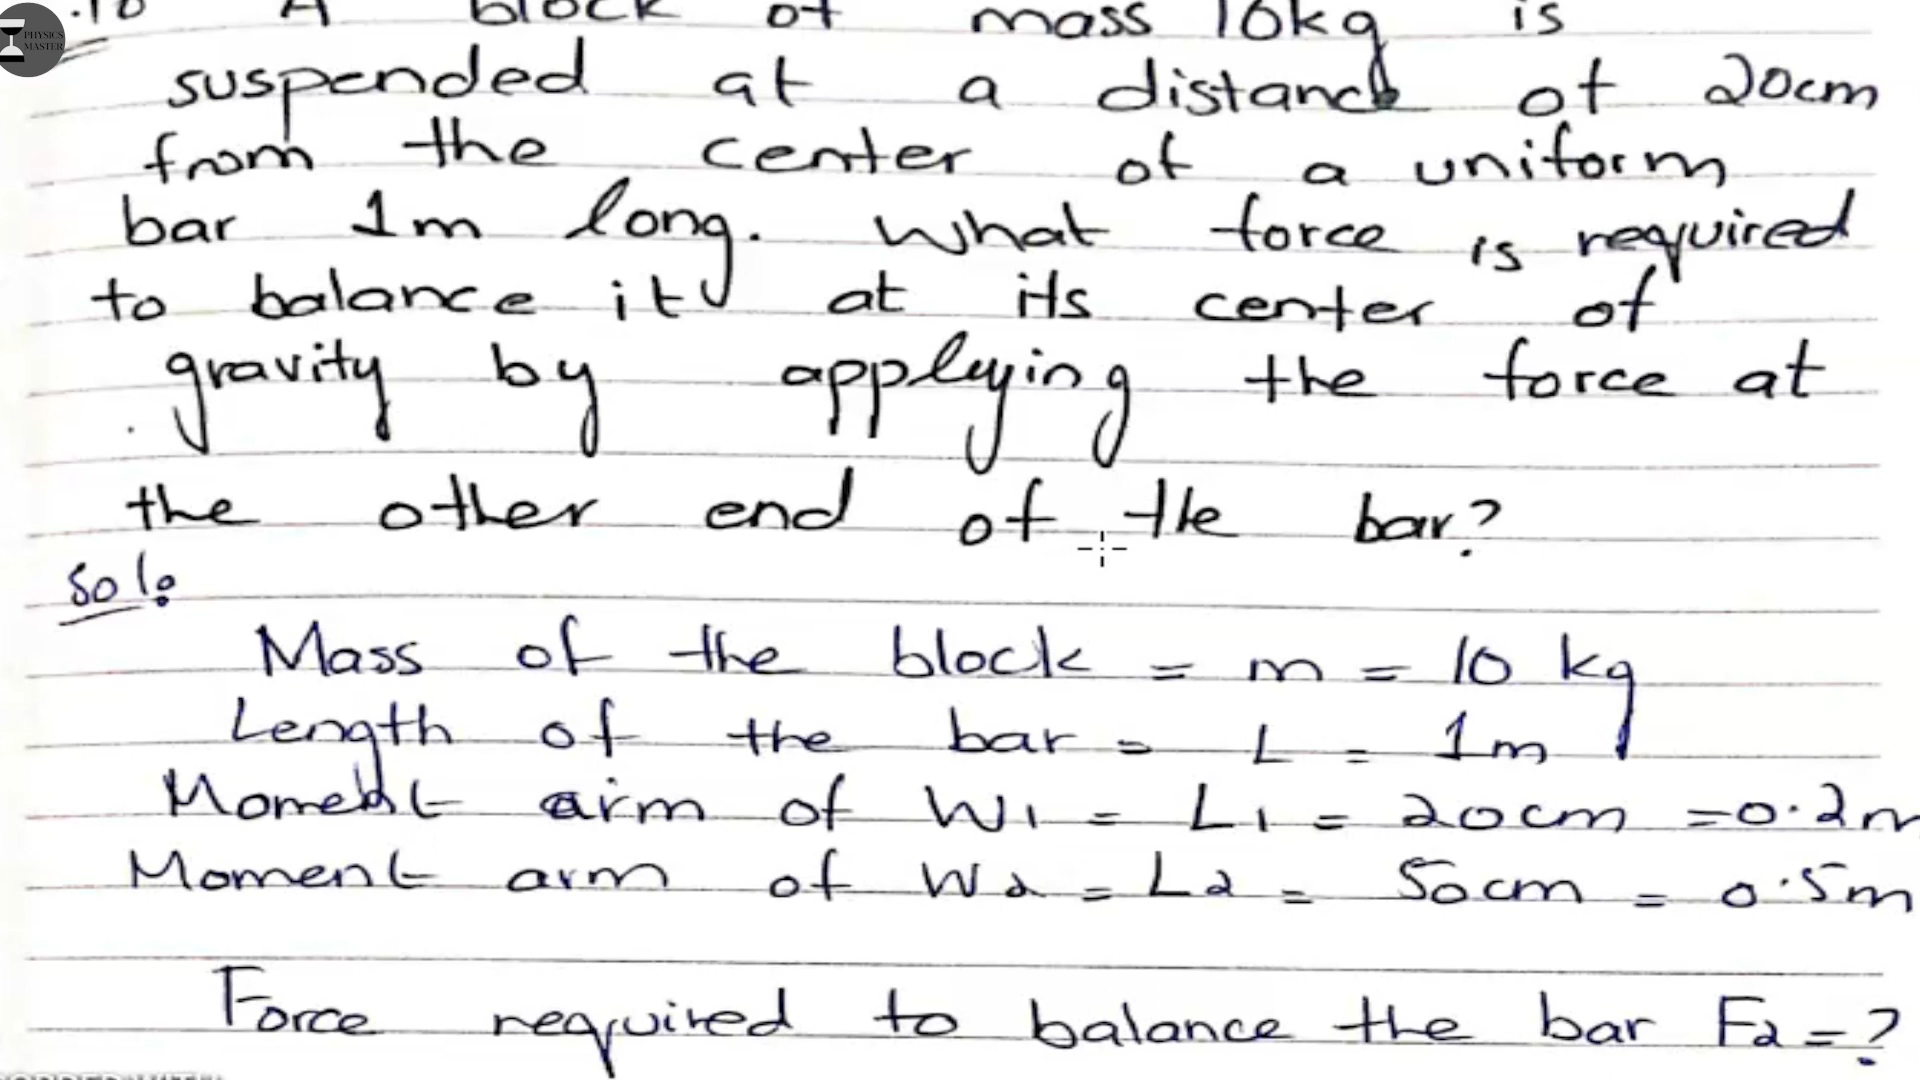 PHYSICS
MASTER
.10 A block of mass 10kg is
suspended at a distance of 20cm
from the center of a uniform
bar 1m long. What force is required
to balance it at its center of
gravity by applying the force at
the other end of the bar?
Sol:
Mass of the block = m = 10 kg
Length of the bar = L = 1m
Moment arm of W1 = L1 = 20cm = 0.2m
Moment arm of W2 = L2 = 50cm = 0.5m
Force required to balance the bar F2 = ?